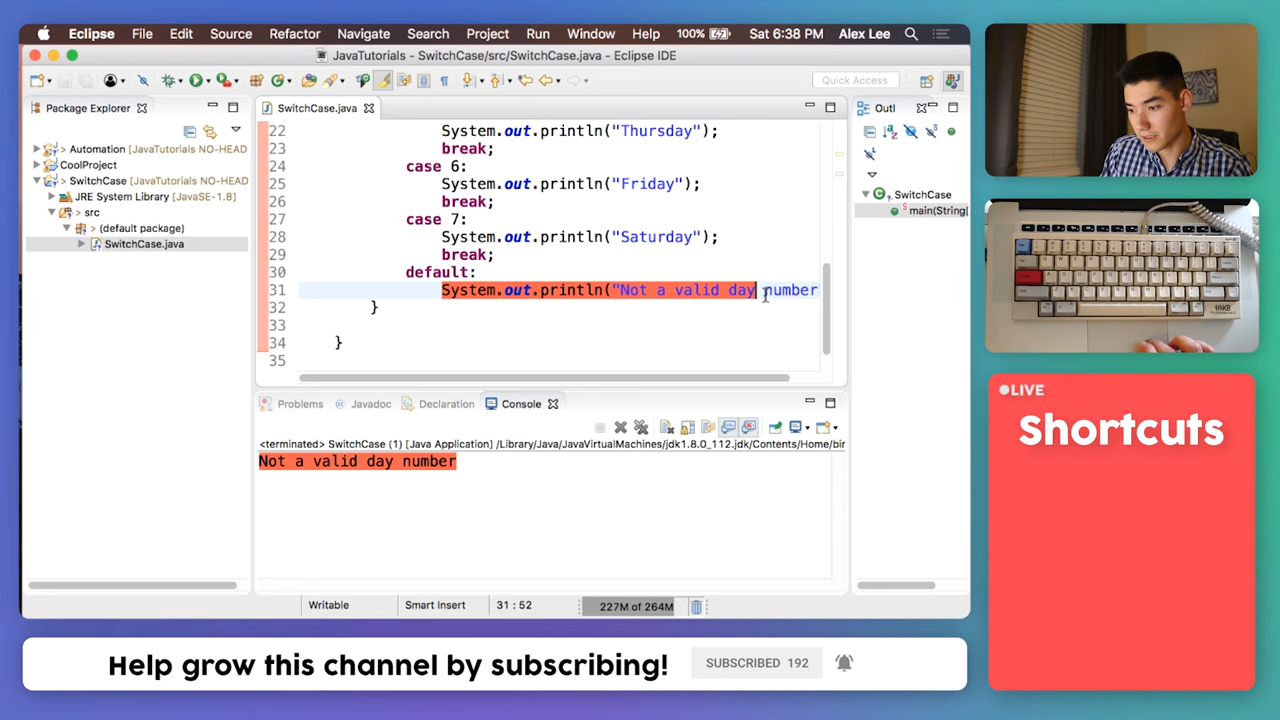 Eclipse File Edit Source Refactor Navigate Search Project Run Window Help 100% Sat 6:38 PM Alex Lee
JavaTutorials - SwitchCase/src/SwitchCase.java - Eclipse IDE
Quick Access
Package Explorer
SwitchCase.java
Outl
> Automation [JavaTutorials NO-HEAD
CoolProject
> SwitchCase [JavaTutorials NO-HEAD
JRE System Library [JavaSE-1.8]
> src
> (default package)
> SwitchCase.java
22 System.out.println("Thursday");
23 break;
24 case 6:
25 System.out.println("Friday");
26 break;
27 case 7:
28 System.out.println("Saturday");
29 break;
30 default:
31 System.out.println("Not a valid day number
32 }
33
34 }
35
> SwitchCase
main(String[
Problems Javadoc Declaration Console
<terminated> SwitchCase (1) [Java Application] /Library/Java/JavaVirtualMachines/jdk1.8.0_112.jdk/Contents/Home/bin
Not a valid day number
Writable Smart Insert 31 : 52 227M of 264M
LIVE
Shortcuts
Help grow this channel by subscribing!
SUBSCRIBED 192